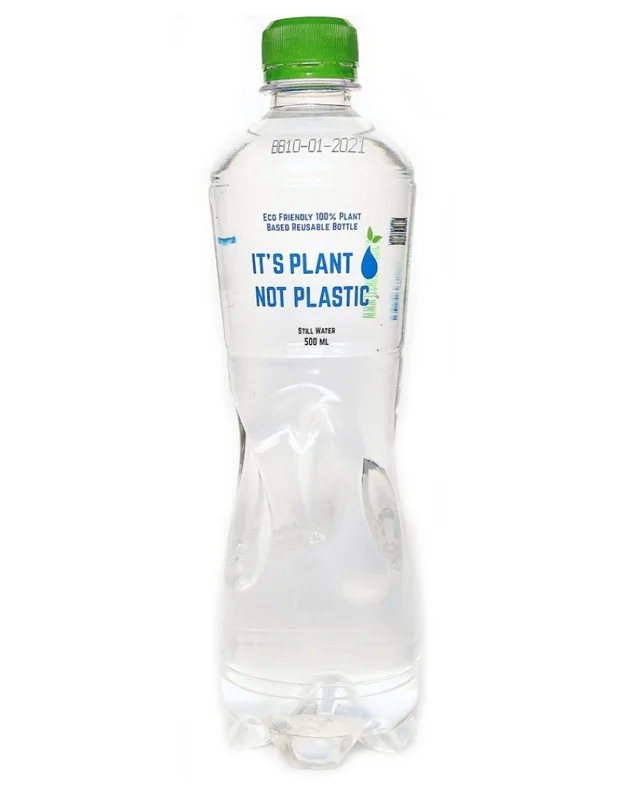 BB10-01-2021
Eco Friendly 100% Plant
Based Reusable Bottle
IT'S PLANT
NOT PLASTIC
Still Water
500 ml